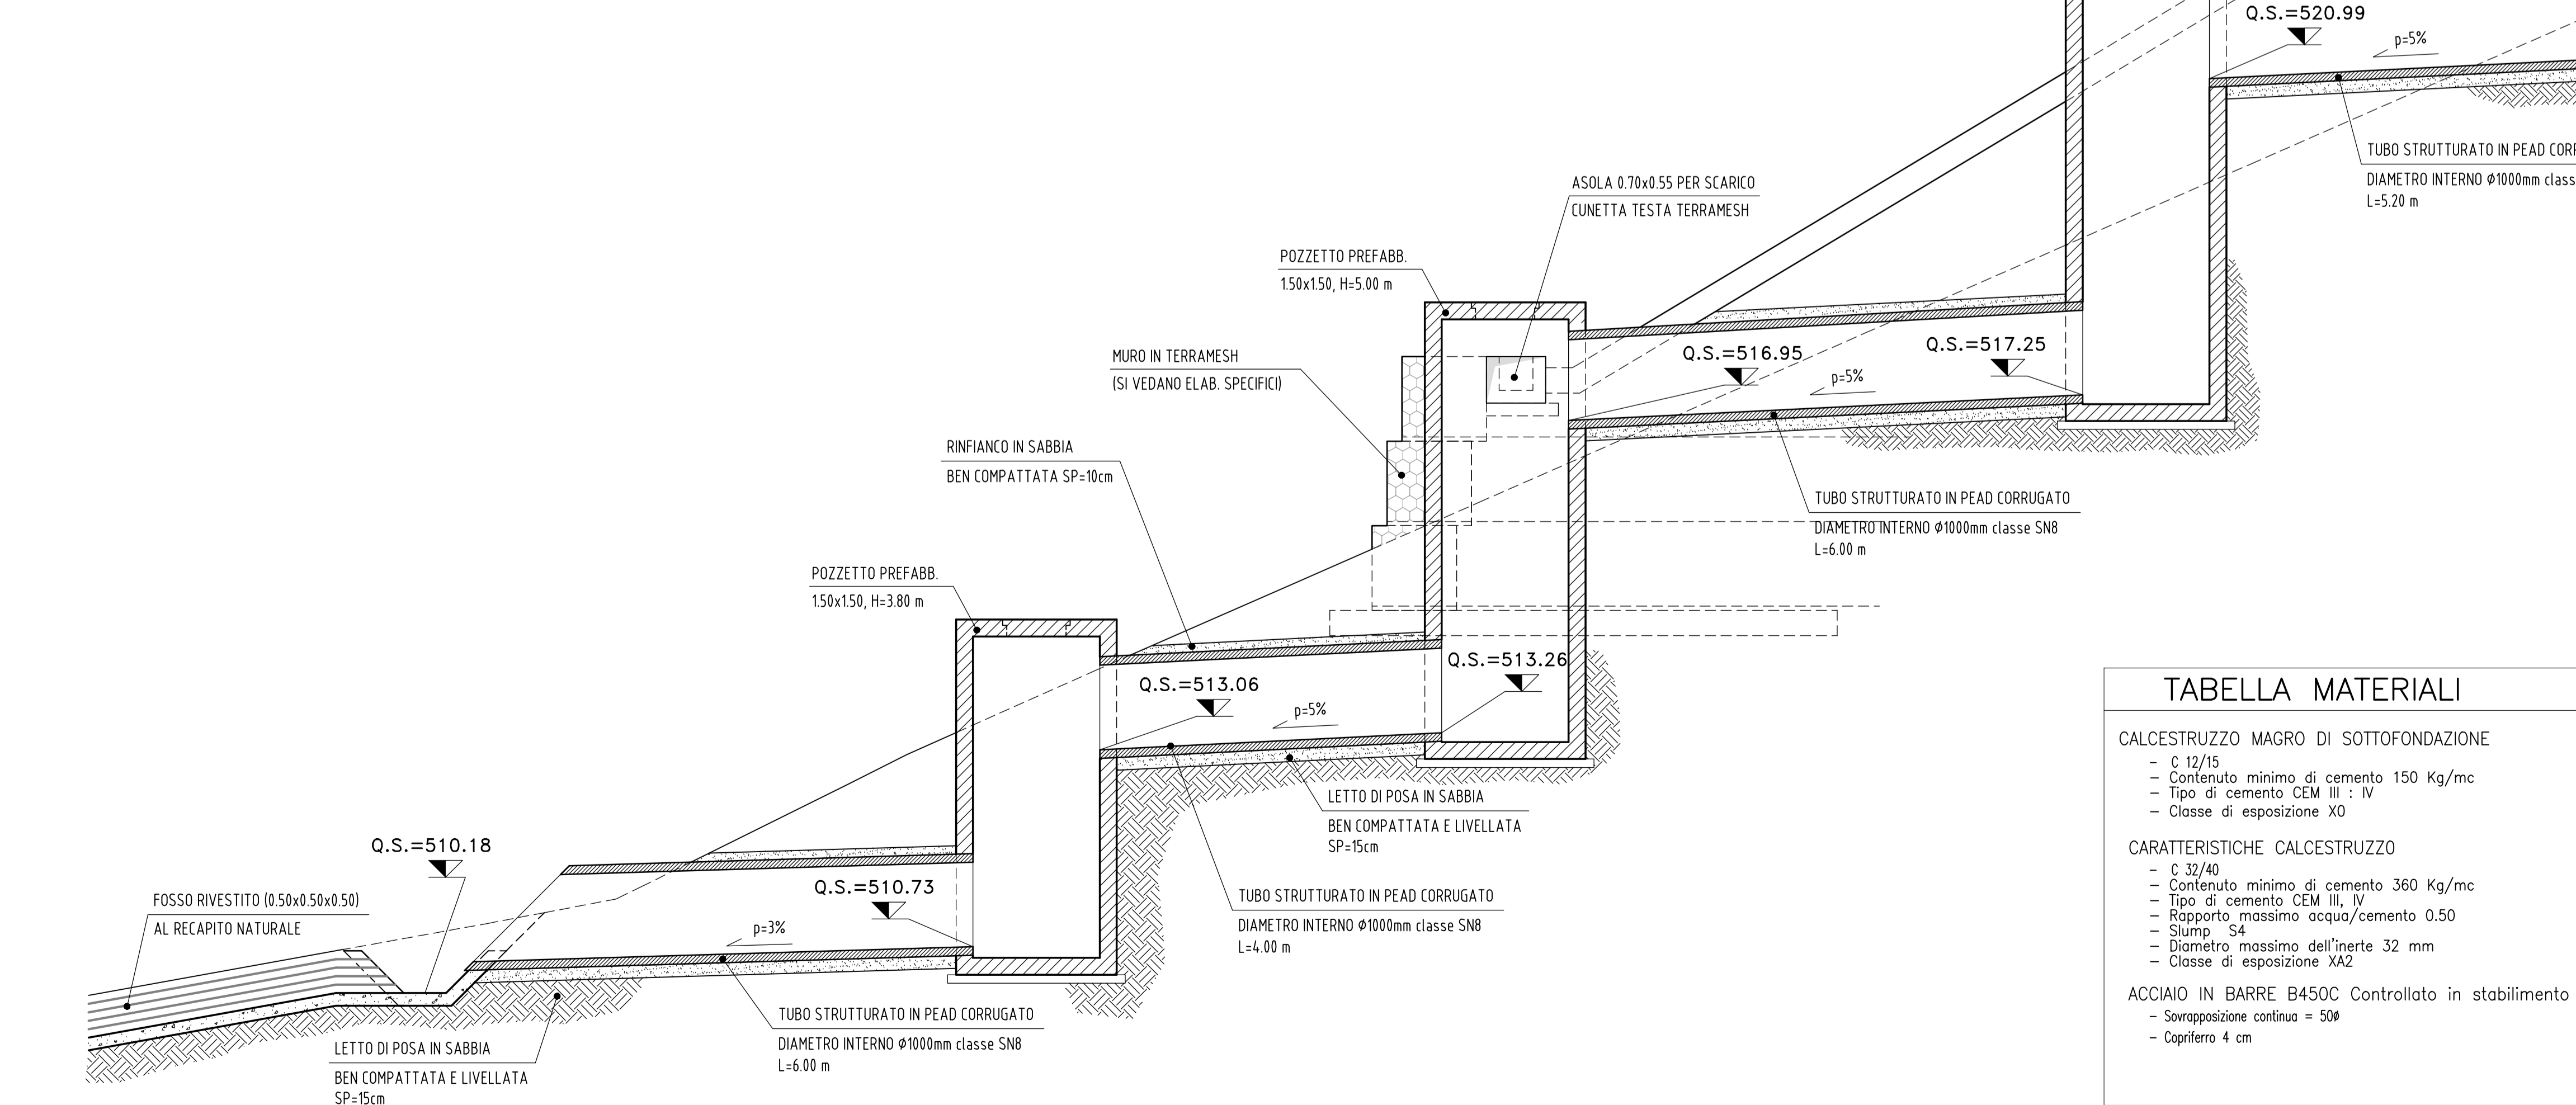 Q.S.=520.99
p=5%
TUBO STRUTTURATO IN PEAD
DIAMETRO INTERNO Φ1000mm
L=5.20 m
ASOLA 0.70x0.55 PER SCARICO
CUNETTA TESTA TERRAMESH
POZZETTO PREFABB.
1.50x1.50, H=5.00 m
MURO IN TERRAMESH
(SI VEDANO ELAB. SPECIFICI)
Q.S.=516.95
Q.S.=517.25
p=5%
RINFIANCO IN SABBIA
BEN COMPATTATA SP=10cm
TUBO STRUTTURATO IN PEAD CORRUGATO
DIAMETRO INTERNO Φ1000mm classe SN8
L=6.00 m
POZZETTO PREFABB.
1.50x1.50, H=3.80 m
Q.S.=513.26
Q.S.=513.06
p=5%
LETTO DI POSA IN SABBIA
BEN COMPATTATA E LIVELLATA
SP=15cm
Q.S.=510.18
Q.S.=510.73
FOSSO RIVESTITO (0.50x0.50x0.50)
AL RECAPITO NATURALE
p=3%
TUBO STRUTTURATO IN PEAD CORRUGATO
DIAMETRO INTERNO Φ1000mm classe SN8
L=4.00 m
TUBO STRUTTURATO IN PEAD CORRUGATO
DIAMETRO INTERNO Φ1000mm classe SN8
L=6.00 m
LETTO DI POSA IN SABBIA
BEN COMPATTATA E LIVELLATA
SP=15cm
TABELLA MATERIALI
CALCESTRUZZO MAGRO DI SOTTOFONDAZIONE
- C 12/15
- Contenuto minimo di cemento 150 Kg/mc
- Tipo di cemento CEM III : IV
- Classe di esposizione X0
CARATTERISTICHE CALCESTRUZZO
- C 32/40
- Contenuto minimo di cemento 360 Kg/mc
- Tipo di cemento CEM III, IV
- Rapporto massimo acqua/cemento 0.50
- Slump S4
- Diametro massimo dell'inerte 32 mm
- Classe di esposizione XA2
ACCIAIO IN BARRE B450C Controllato in stabilimento
- Sovrapposizione continua = 50Ø
- Copriferro 4 cm